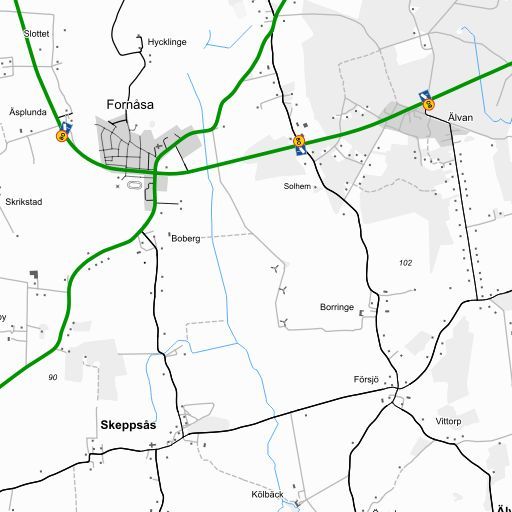 Slottet
Hycklinge
Äsplunda
Fornåsa
Älvan
Solhem
Skrikstad
Boberg
102
Borringe
90
Försjö
Skeppsås
Vittorp
Kölbäck